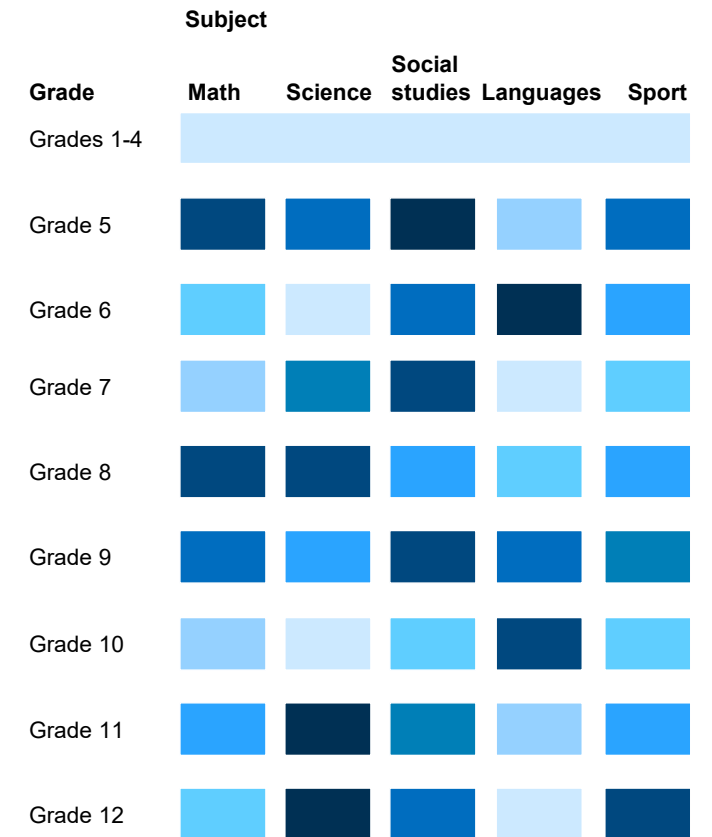 Subject
Social
Grade Math Science studies Languages Sport
Grades 1-4
Grade 5
Grade 6
Grade 7
Grade 8
Grade 9
Grade 10
Grade 11
Grade 12